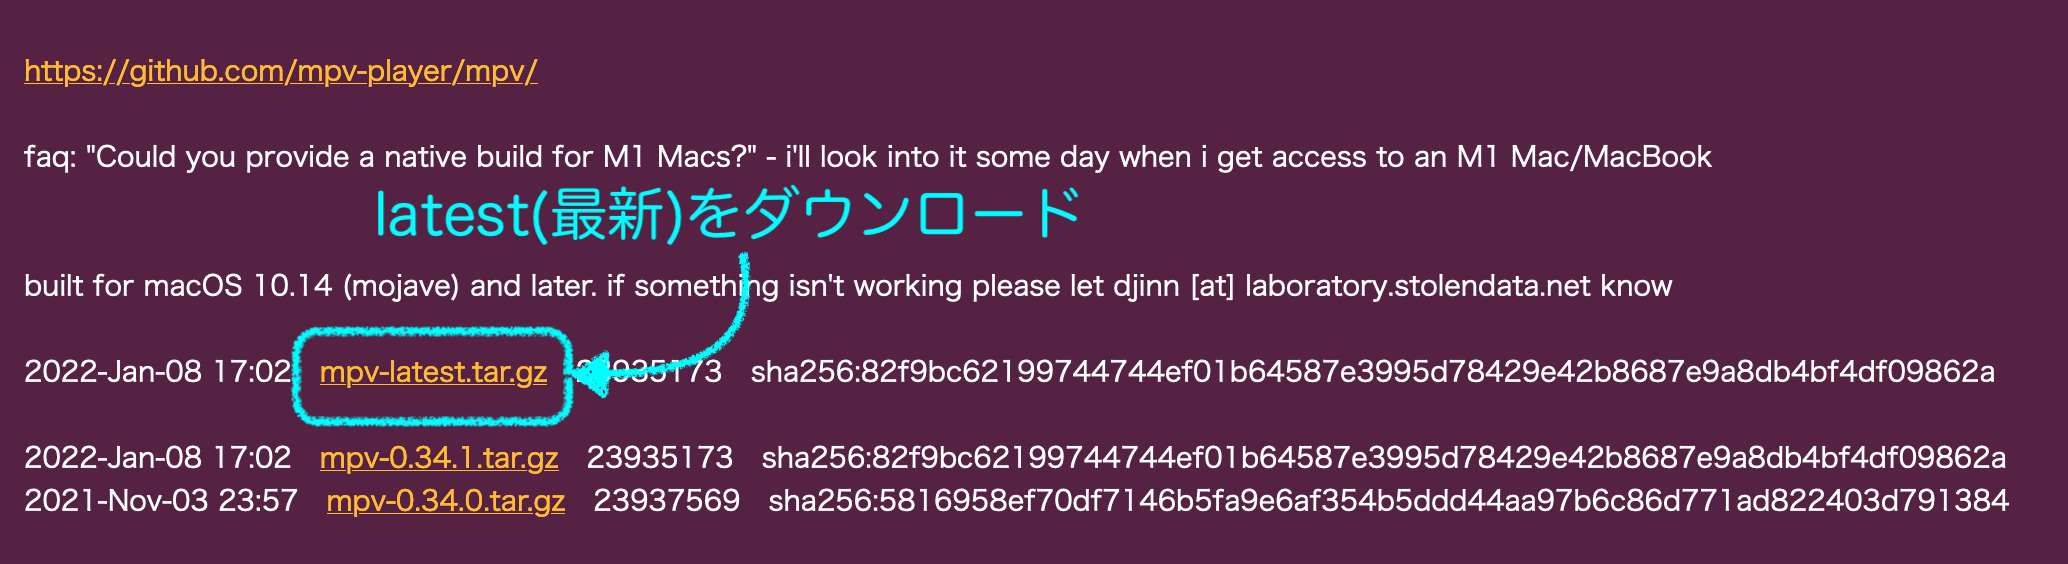 https://github.com/mpv-player/mpv/
faq: "Could you provide a native build for M1 Macs?" - i'll look into it some day when i get access to an M1 Mac/MacBook
latest(最新)をダウンロード
built for macOS 10.14 (mojave) and later. if something isn't working please let djinn [at] laboratory.stolendata.net know
2022-Jan-08 17:02 mpv-latest.tar.gz 23935173 sha256:82f9bc62199744744ef01b64587e3995d78429e42b8687e9a8db4bf4df09862a
2022-Jan-08 17:02 mpv-0.34.1.tar.gz 23935173 sha256:82f9bc62199744744ef01b64587e3995d78429e42b8687e9a8db4bf4df09862a
2021-Nov-03 23:57 mpv-0.34.0.tar.gz 23937569 sha256:5816958ef70df7146b5fa9e6af354b5ddd44aa97b6c86d771ad822403d791384